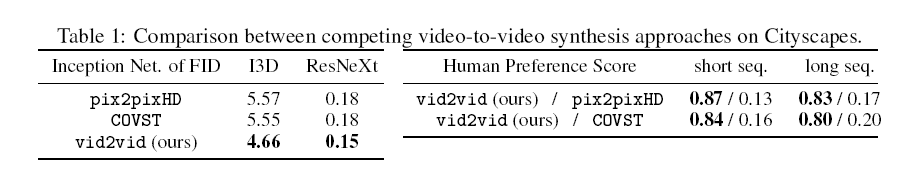 Table 1: Comparison between competing video-to-video synthesis approaches on Cityscapes.
Inception Net. of FID I3D ResNeXt
pix2pixHD 5.57 0.18
COVST 5.55 0.18
vid2vid (ours) 4.66 0.15
Human Preference Score short seq. long seq.
vid2vid (ours) / pix2pixHD 0.87 / 0.13 0.83 / 0.17
vid2vid (ours) / COVST 0.84 / 0.16 0.80 / 0.20